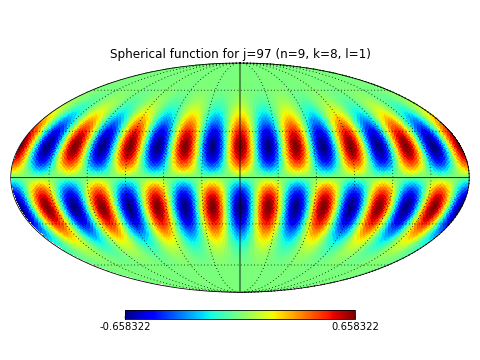 Spherical function for j=97 (n=9, k=8, l=1)
-0.658322 0.658322